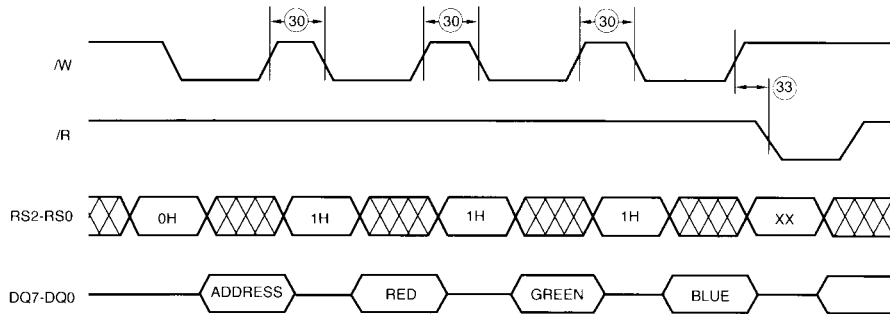 30 30 30
/W
33
/R
RS2-RS0 0H 1H 1H 1H XX
DQ7-DQ0 ADDRESS RED GREEN BLUE